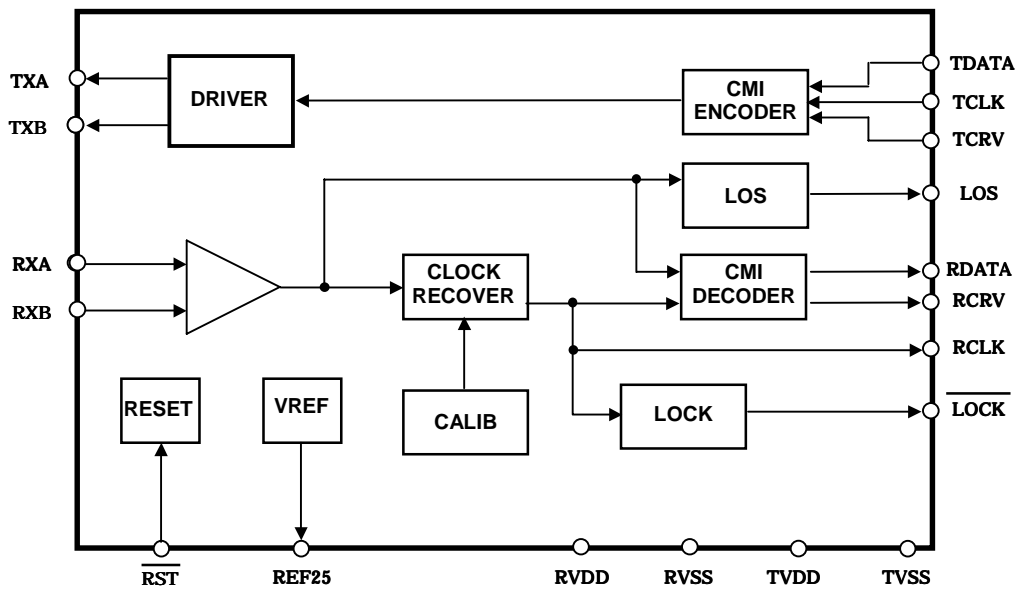 TXA
TXB
DRIVER
CMI
ENCODER
TDATA
TCLK
TCRV
LOS
LOS
RXA
RXB
CLOCK
RECOVER
CMI
DECODER
RDATA
RCRV
RCLK
RESET
VREF
CALIB
LOCK
LOCK
RST
REF25
RVDD
RVSS
TVDD
TVSS